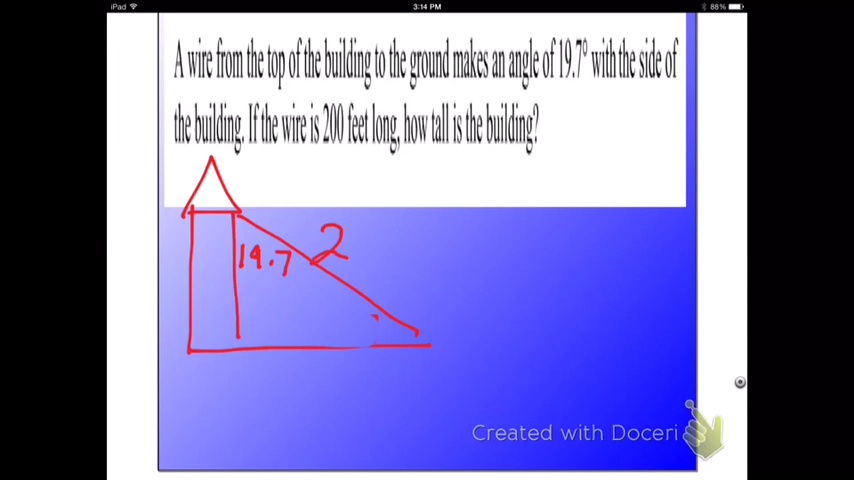 iPad 3:14 PM 88%
A wire from the top of the building to the ground makes an angle of 19.7° with the side of
the building. If the wire is 200 feet long, how tall is the building?
2
19.7
Created with Doceri